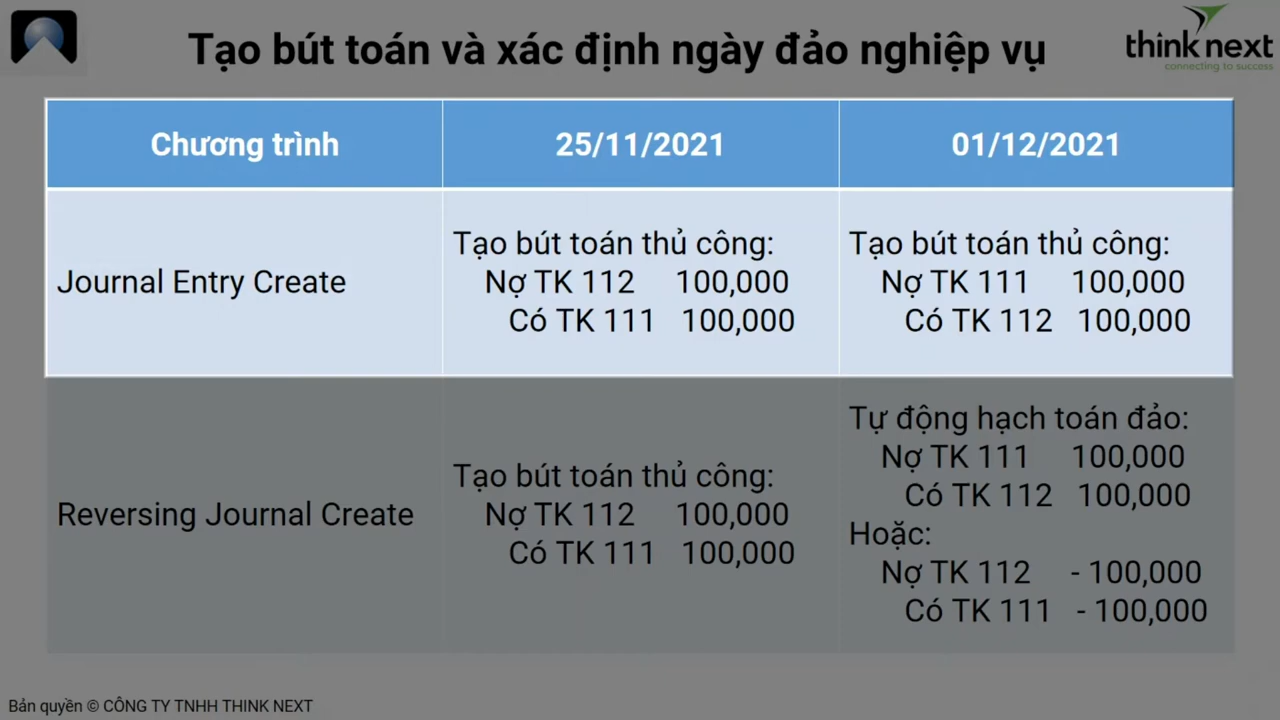 Tạo bút toán và xác định ngày đảo nghiệp vụ
think next
connecting to success
Chương trình
25/11/2021
01/12/2021
Journal Entry Create
Tạo bút toán thủ công:
Nợ TK 112 100,000
Có TK 111 100,000
Tạo bút toán thủ công:
Nợ TK 111 100,000
Có TK 112 100,000
Reversing Journal Create
Tạo bút toán thủ công:
Nợ TK 112 100,000
Có TK 111 100,000
Tự động hạch toán đảo:
Nợ TK 111 100,000
Có TK 112 100,000
Hoặc:
Nợ TK 112 - 100,000
Có TK 111 - 100,000
Bản quyền © CÔNG TY TNHH THINK NEXT